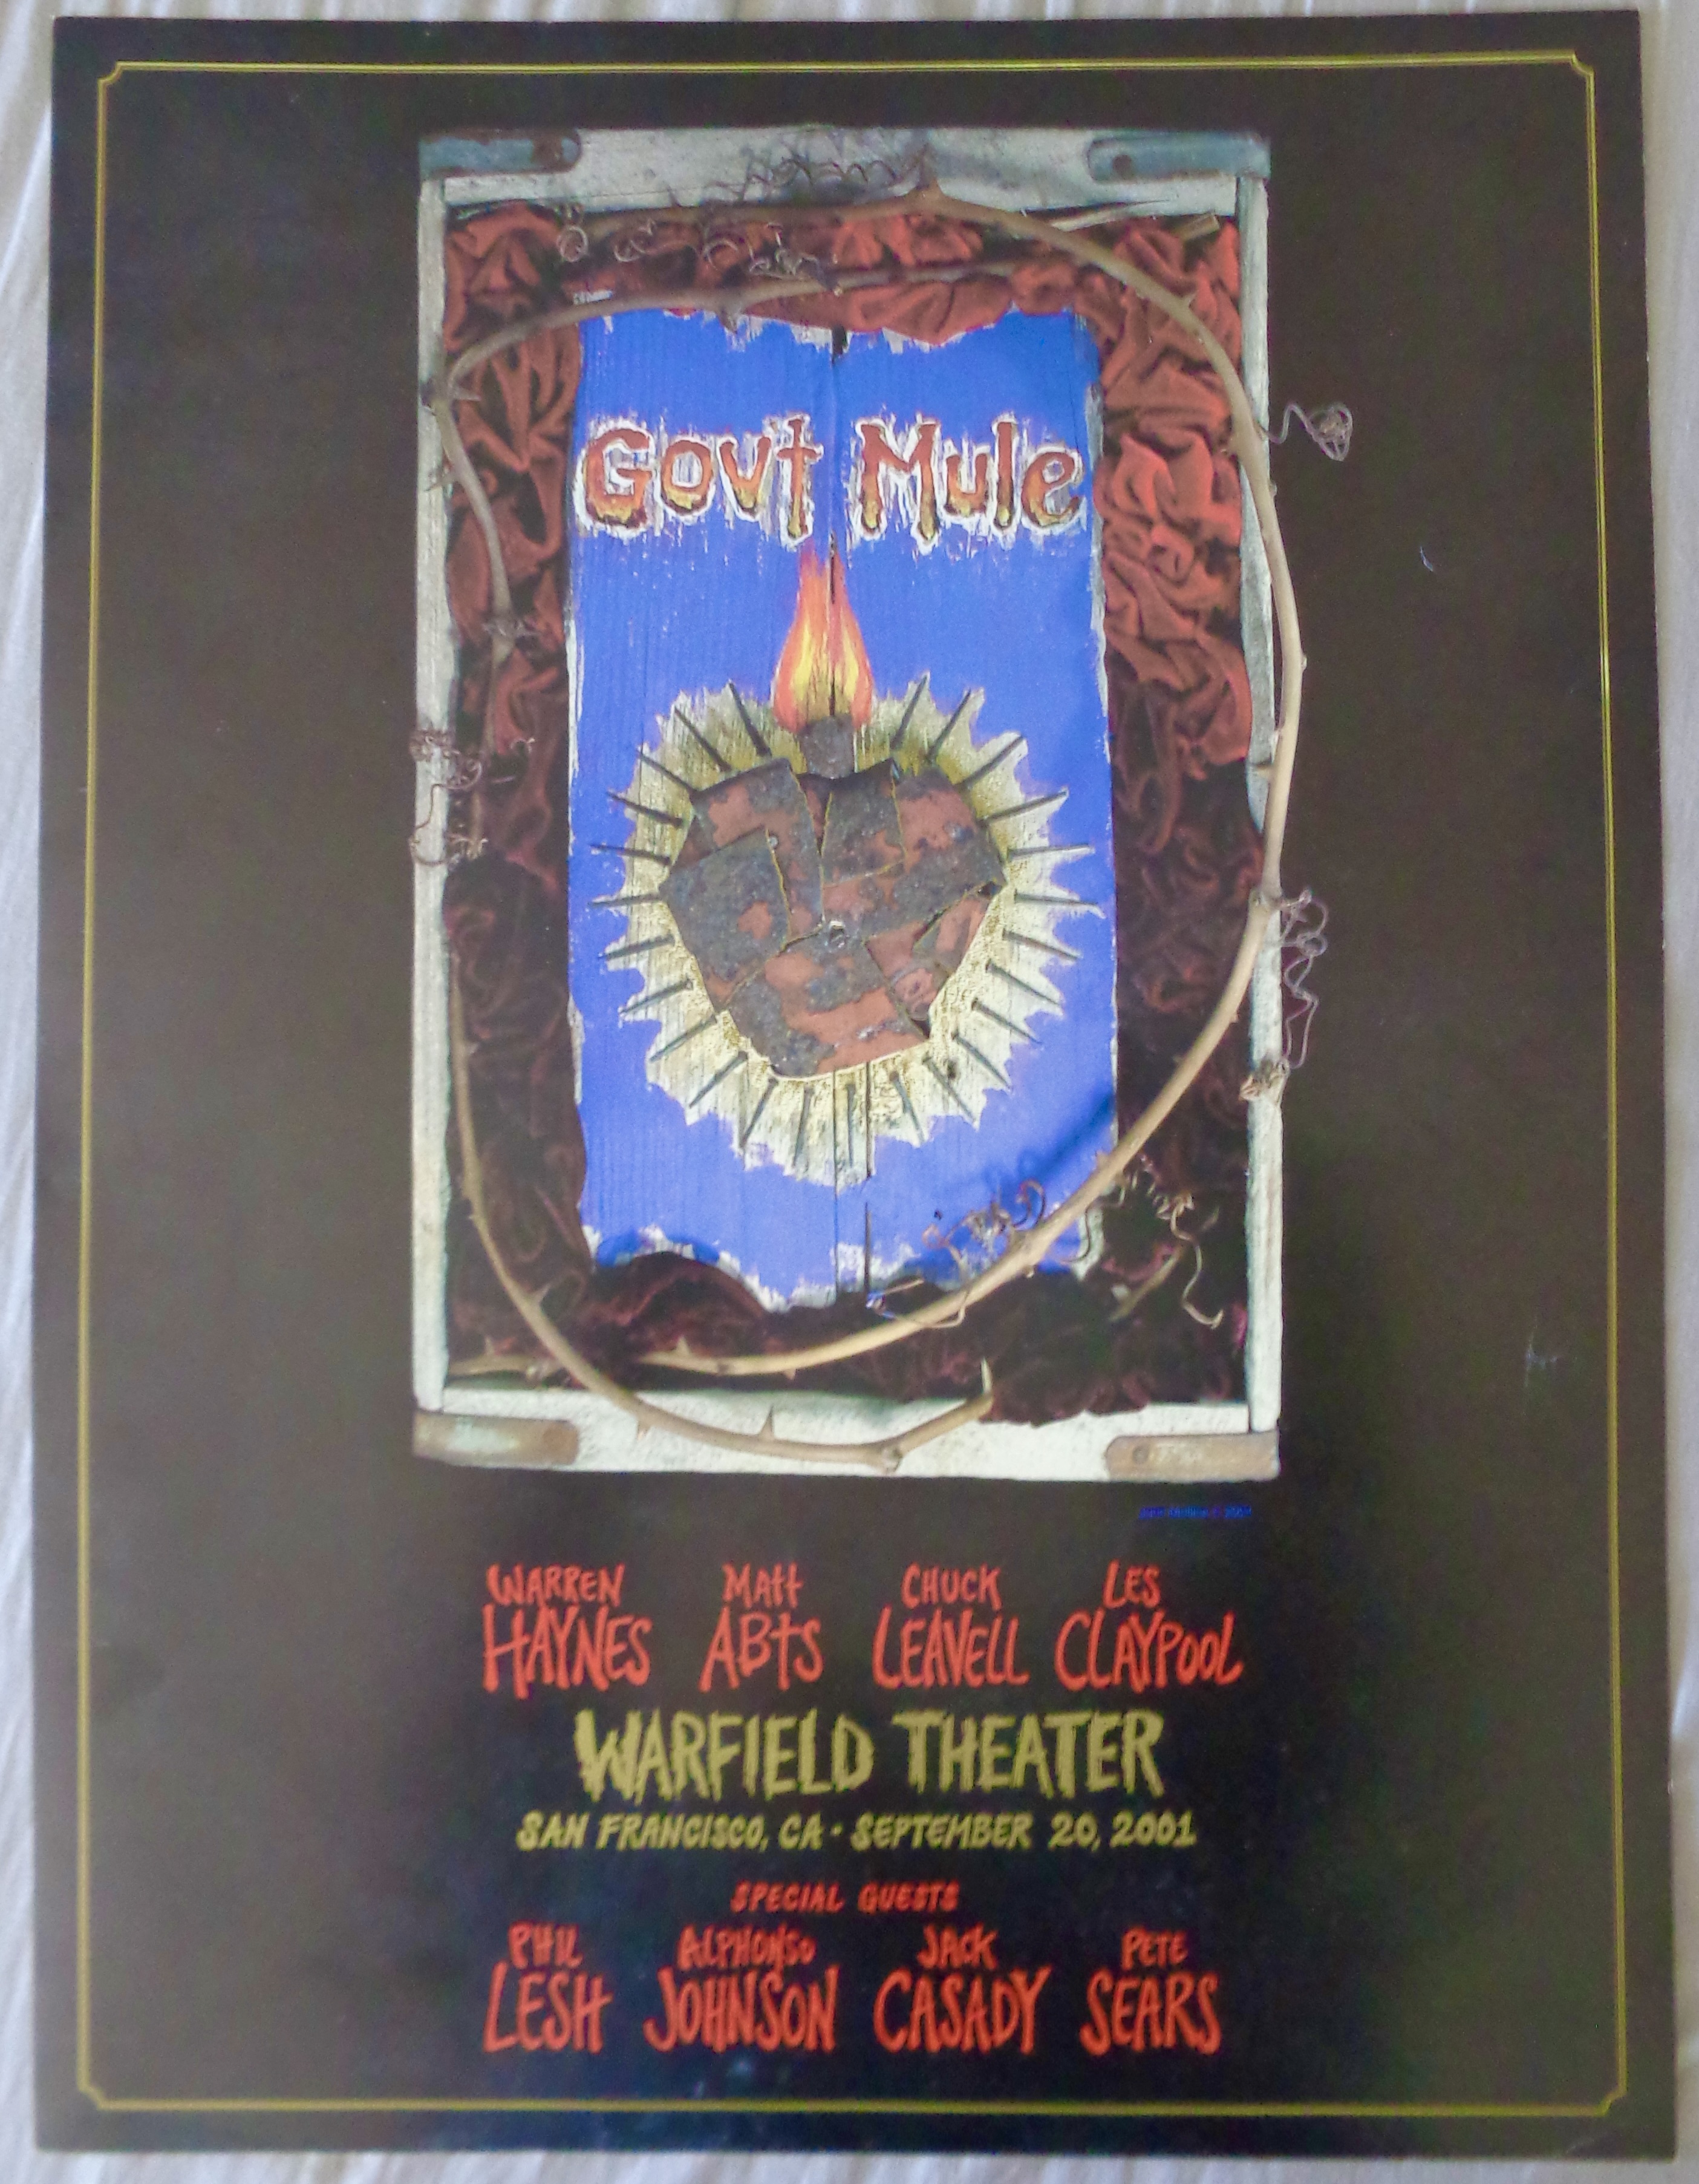 Govt Mule
WARREN HAYNES MATT ABTS CHUCK LEAVELL LES CLAYPOOL
WARFIELD THEATER
SAN FRANCISCO, CA · SEPTEMBER 20, 2001
SPECIAL GUESTS
PHIL LESH ALPHONSO JOHNSON JACK CASADY PETE SEARS